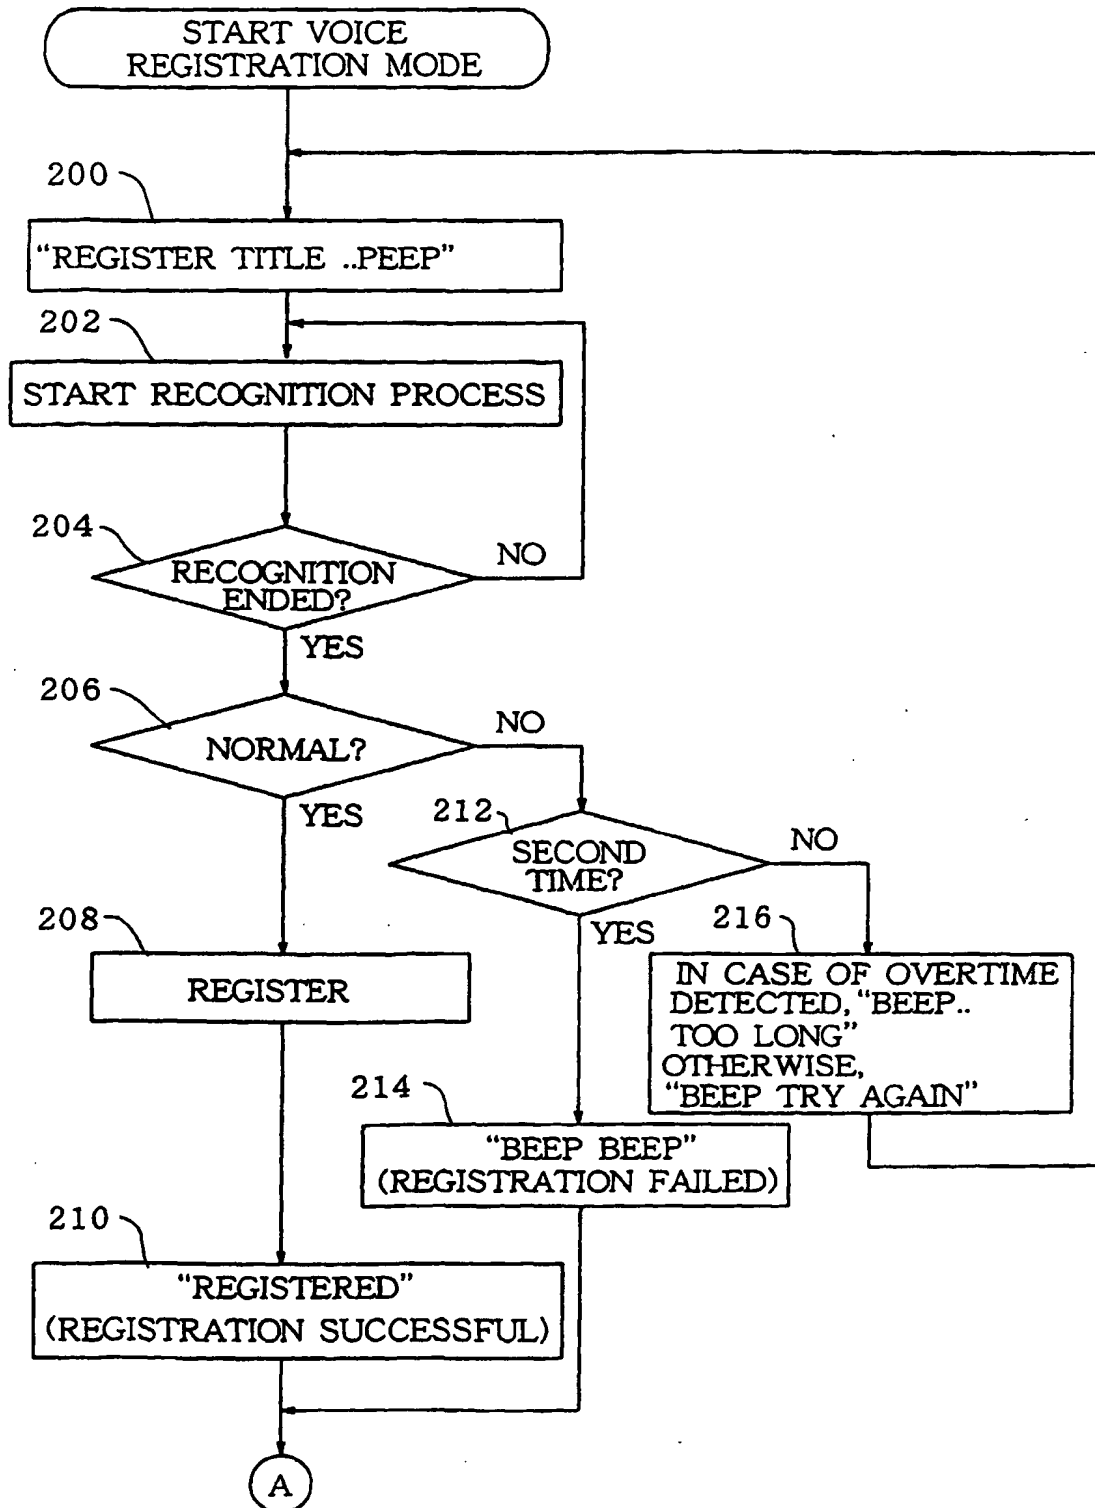 START VOICE
REGISTRATION MODE
200
“REGISTER TITLE ..PEEP”
202
START RECOGNITION PROCESS
204
RECOGNITION
ENDED?
NO
YES
206
NORMAL?
NO
YES
212
SECOND
TIME?
NO
YES
208
REGISTER
216
IN CASE OF OVERTIME
DETECTED, “BEEP..
TOO LONG”
OTHERWISE,
“BEEP TRY AGAIN”
214
“BEEP BEEP”
(REGISTRATION FAILED)
210
“REGISTERED”
(REGISTRATION SUCCESSFUL)
A